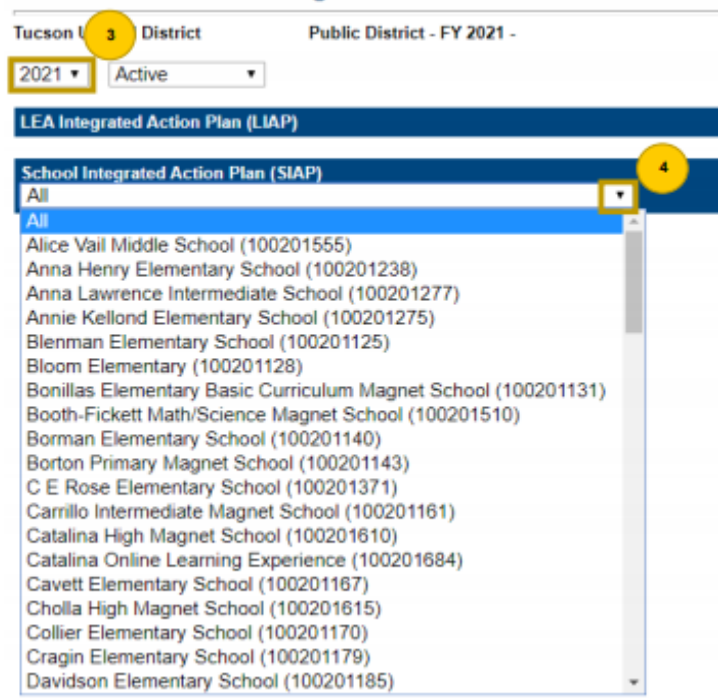 Tucson U 3 District Public District - FY 2021 -
2021 Active
LEA Integrated Action Plan (LIAP)
School Integrated Action Plan (SIAP)
4
All
All
Alice Vail Middle School (100201555)
Anna Henry Elementary School (100201238)
Anna Lawrence Intermediate School (100201277)
Annie Kellond Elementary School (100201275)
Blenman Elementary School (100201125)
Bloom Elementary (100201128)
Bonillas Elementary Basic Curriculum Magnet School (100201131)
Booth-Fickett Math/Science Magnet School (100201510)
Borman Elementary School (100201140)
Borton Primary Magnet School (100201143)
C E Rose Elementary School (100201371)
Carrillo Intermediate Magnet School (100201161)
Catalina High Magnet School (100201610)
Catalina Online Learning Experience (100201684)
Cavett Elementary School (100201167)
Cholla High Magnet School (100201615)
Collier Elementary School (100201170)
Cragin Elementary School (100201179)
Davidson Elementary School (100201185)